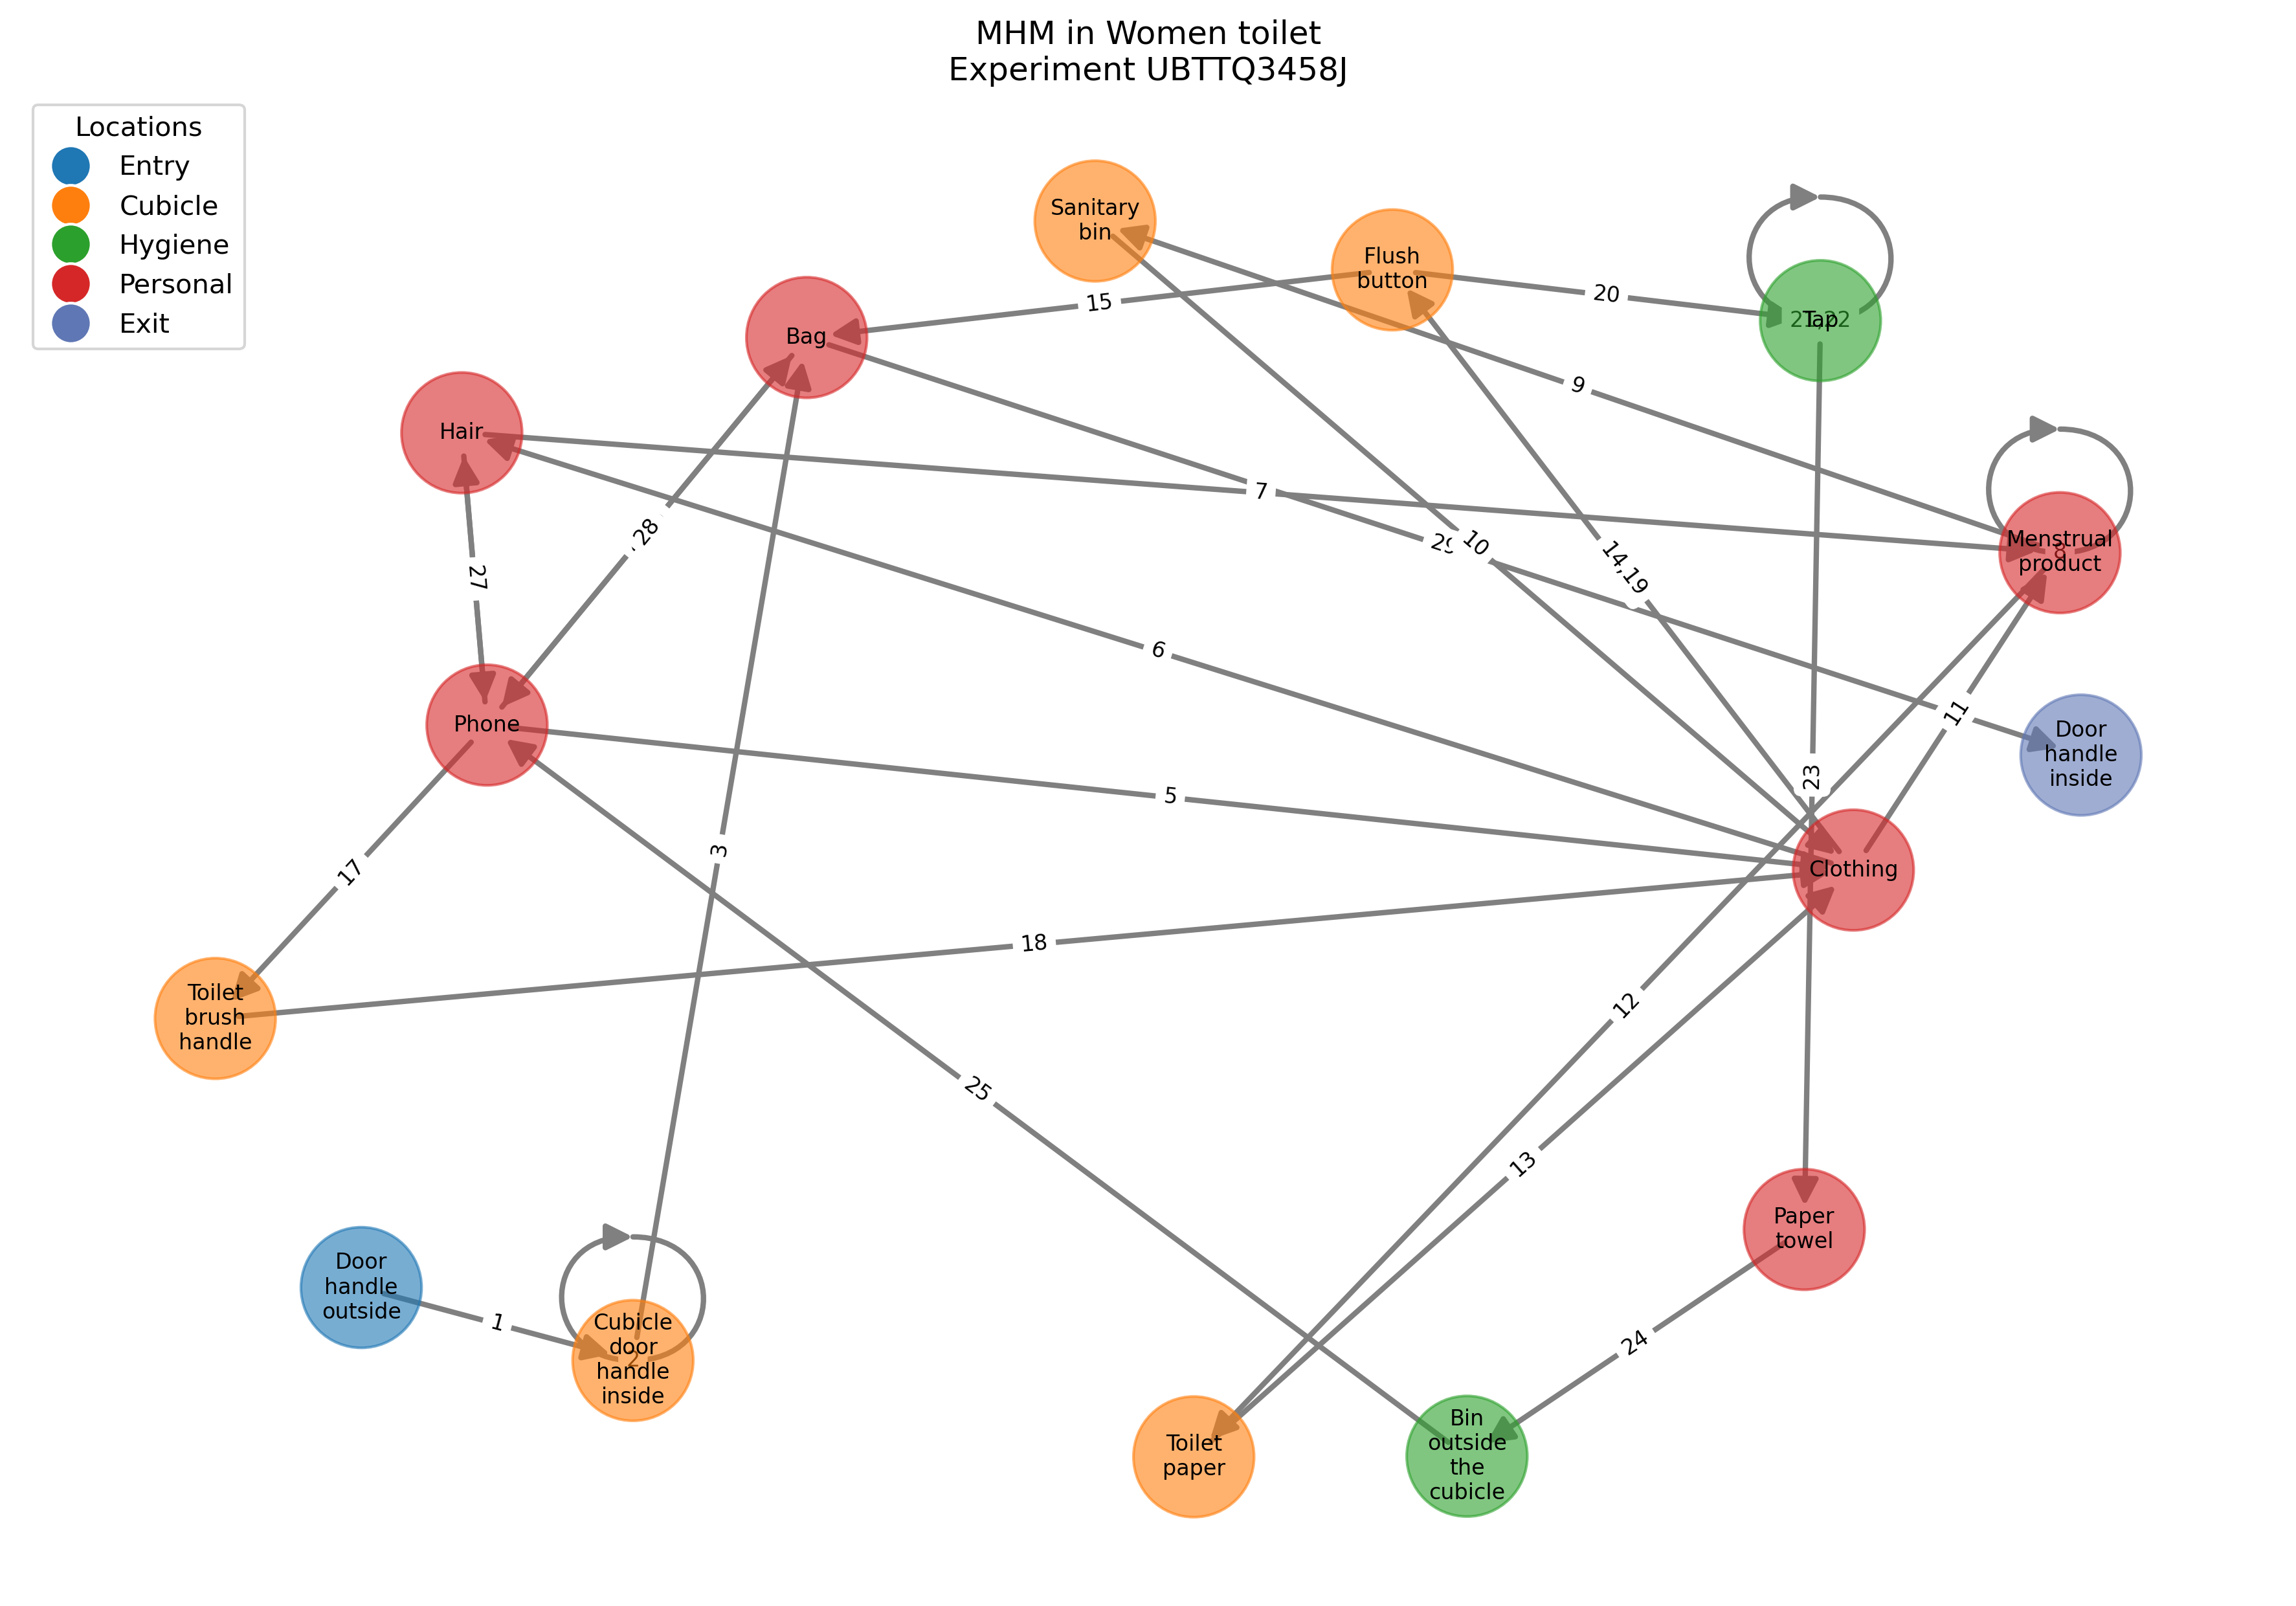 MHM in Women toilet
Experiment UBTTQ3458J
Locations
Entry
Cubicle
Hygiene
Personal
Exit
Sanitary
bin
Flush
button
Tap
Bag
15
20
9
Hair
7
Menstrual
product
8
28
10
14,19
27
6
11
Phone
Door
handle
inside
5
23
3
Clothing
17
18
Toilet
brush
handle
12
25
13
Paper
towel
Door
handle
outside
1
Cubicle
door
handle
inside
2
24
Toilet
paper
Bin
outside
the
cubicle